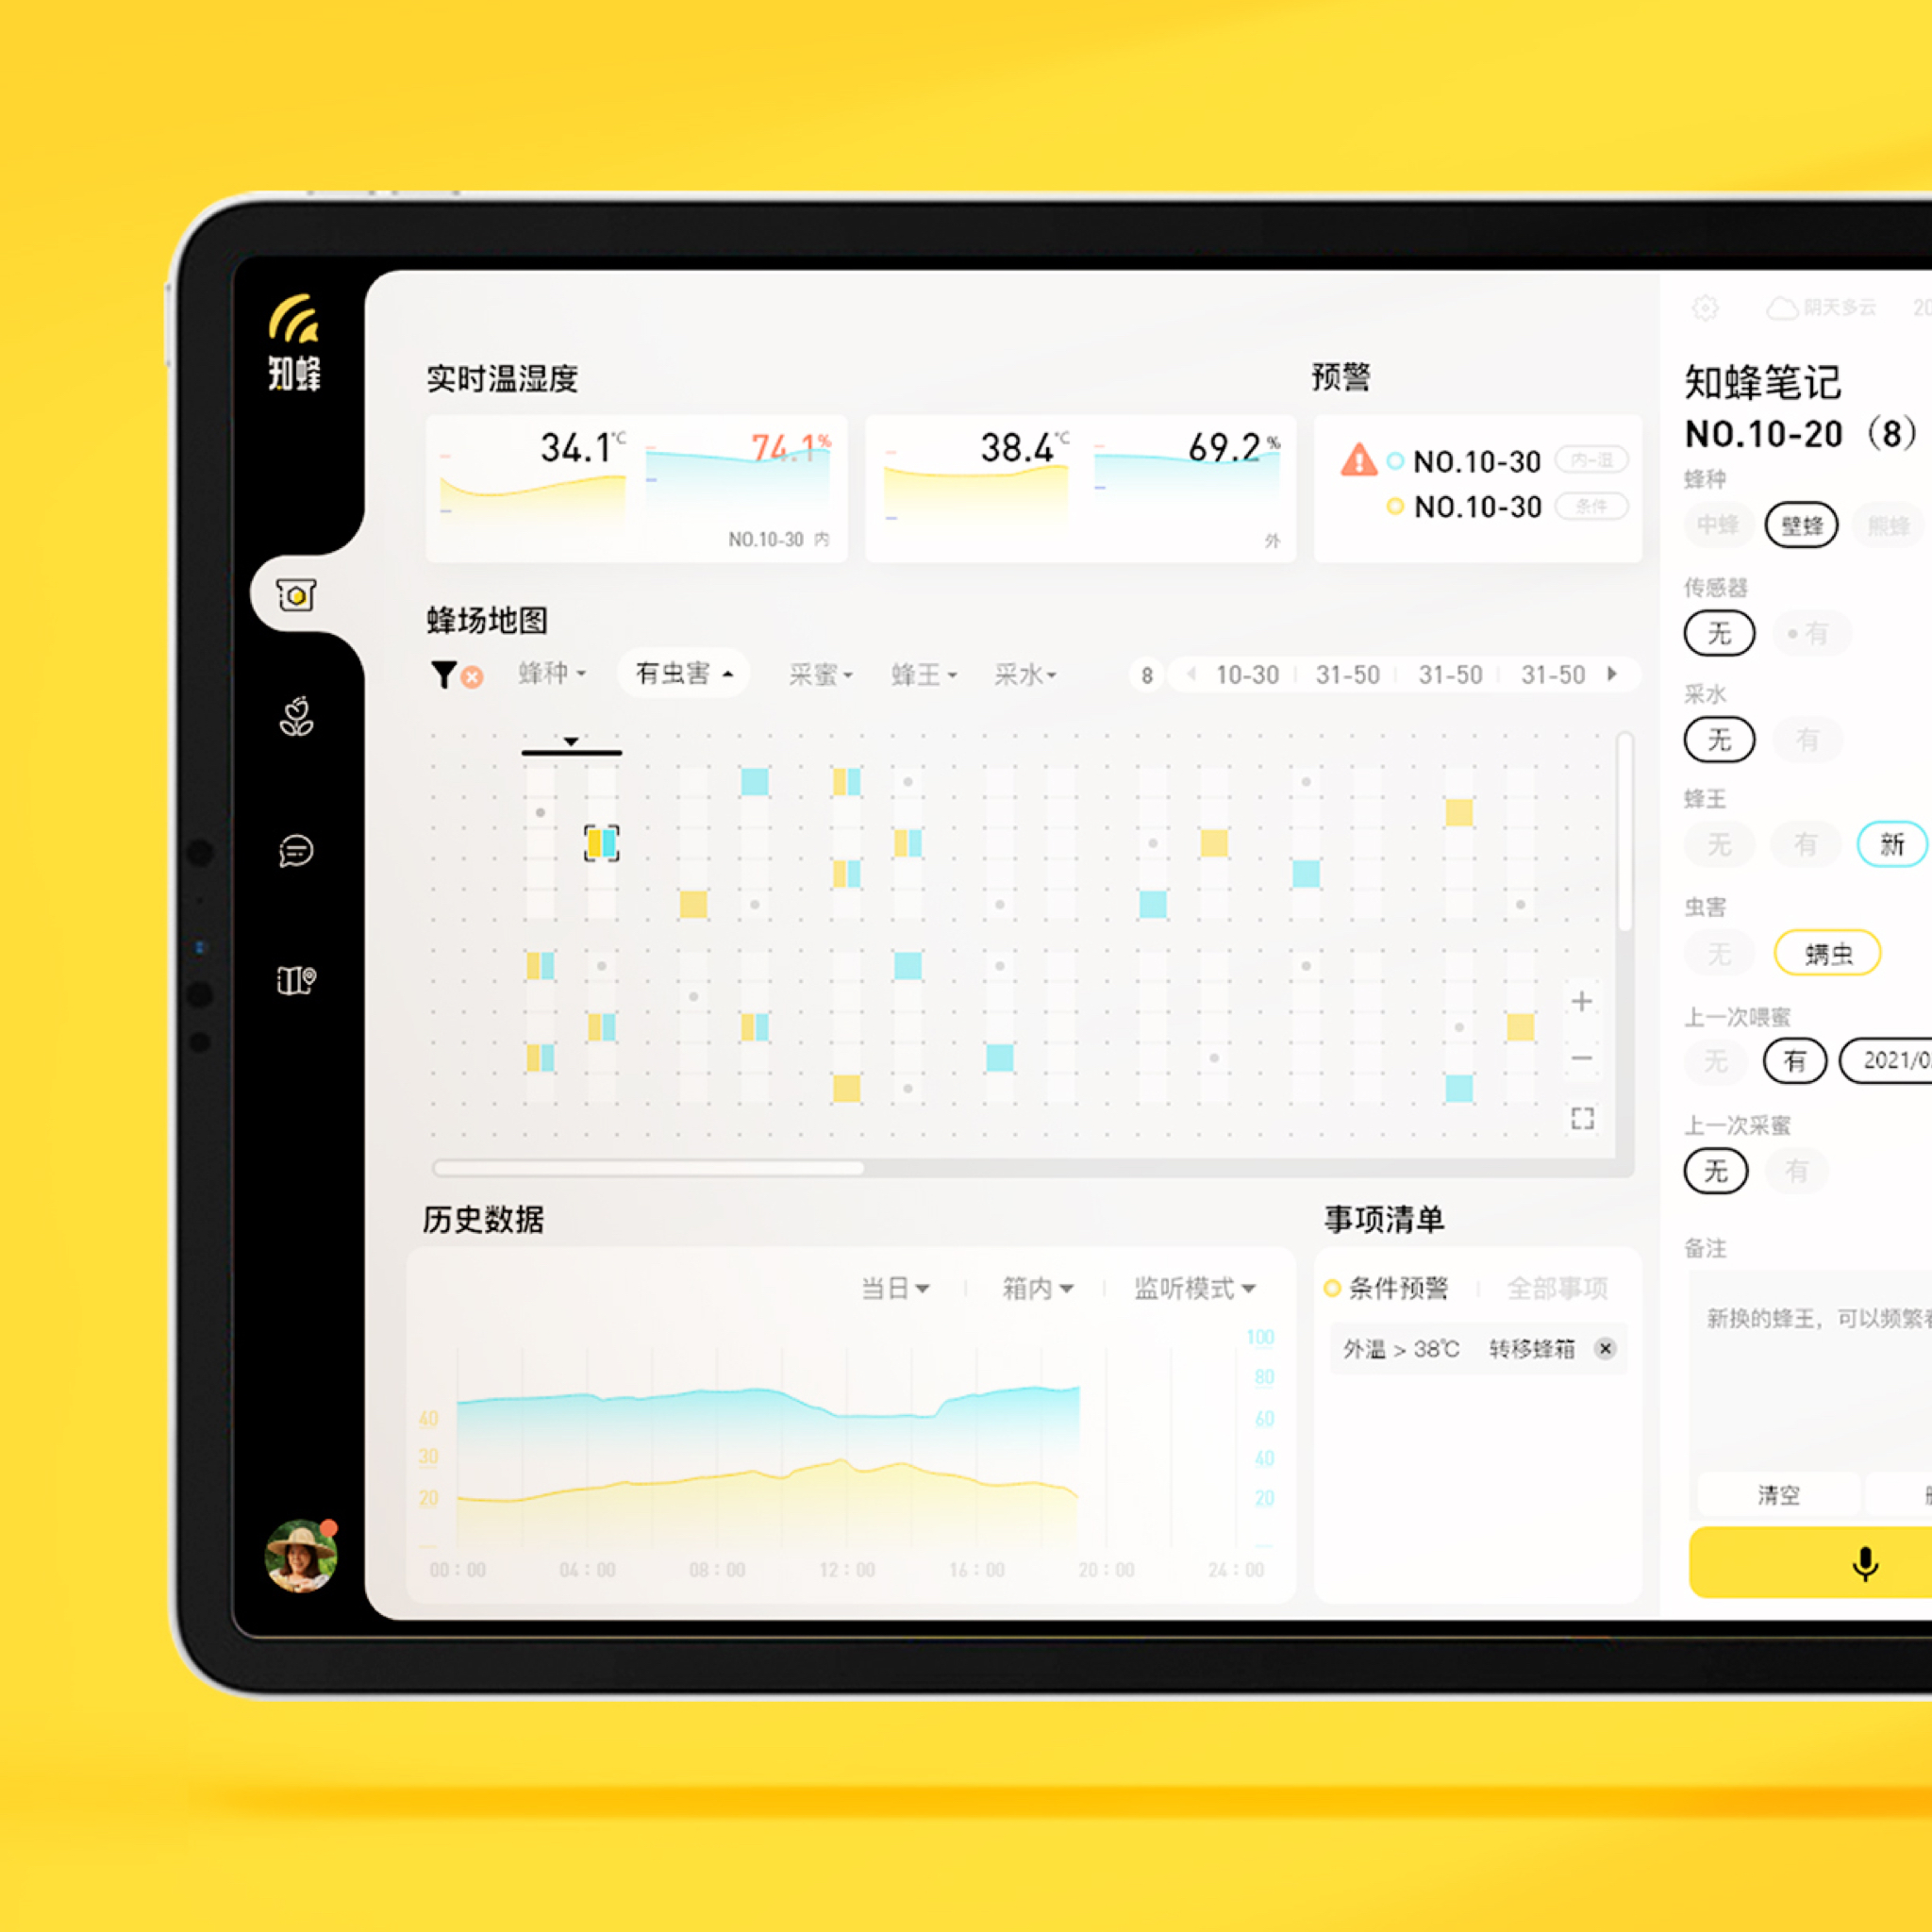 知蜂
实时温湿度
34.1℃
74.1%
NO.10-30 内
38.4℃
69.2%
外
预警
NO.10-30 内-湿
NO.10-30 条件
蜂场地图
蜂种 有虫害 采蜜 蜂王 采水
8 10-30 31-50 31-50 31-50
历史数据
当日 箱内 监听模式
100
80
60
40
20
40
30
20
00:00 04:00 08:00 12:00 16:00 20:00 24:00
事项清单
条件预警 全部事项
外温 > 38℃ 转移蜂箱
阴天多云 20
知蜂笔记
NO.10-20（8）
蜂种
中蜂 壁蜂 熊蜂
传感器
无 有
采水
无 有
蜂王
无 有 新
虫害
无 螨虫
上一次喂蜜
无 有 2021/0
上一次采蜜
无 有
备注
新换的蜂王，可以频繁
清空